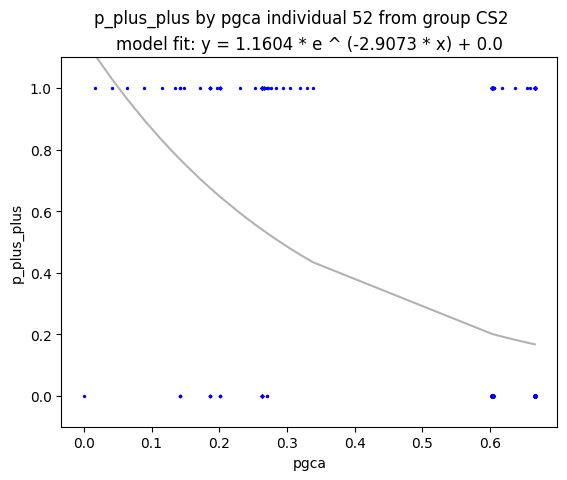 p_plus_plus by pgca individual 52 from group CS2
model fit: y = 1.1604 * e ^ (-2.9073 * x) + 0.0
p_plus_plus
1.0
0.8
0.6
0.4
0.2
0.0
0.0 0.1 0.2 0.3 0.4 0.5 0.6
pgca